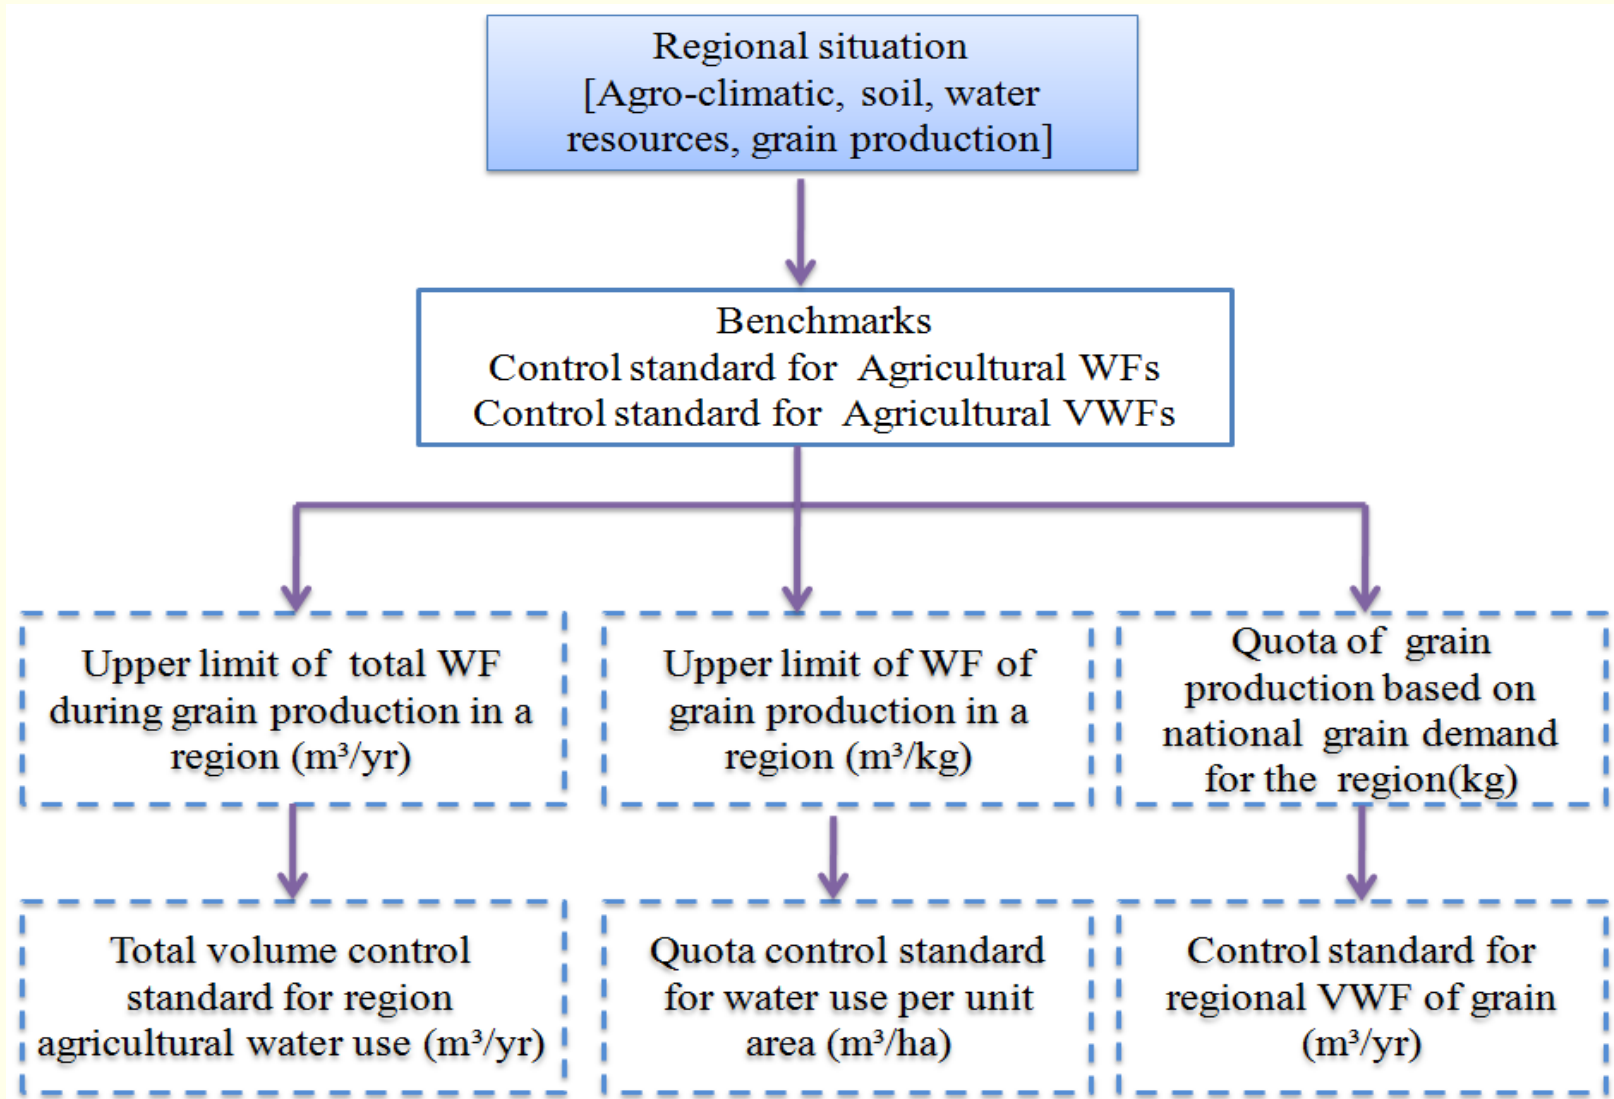 Regional situation
[Agro-climatic, soil, water
resources, grain production]
Benchmarks
Control standard for Agricultural WFs
Control standard for Agricultural VWFs
Upper limit of total WF
during grain production in a
region (m³/yr)
Upper limit of WF of
grain production in a
region (m³/kg)
Quota of grain
production based on
national grain demand
for the region(kg)
Total volume control
standard for region
agricultural water use (m³/yr)
Quota control standard
for water use per unit
area (m³/ha)
Control standard for
regional VWF of grain
(m³/yr)